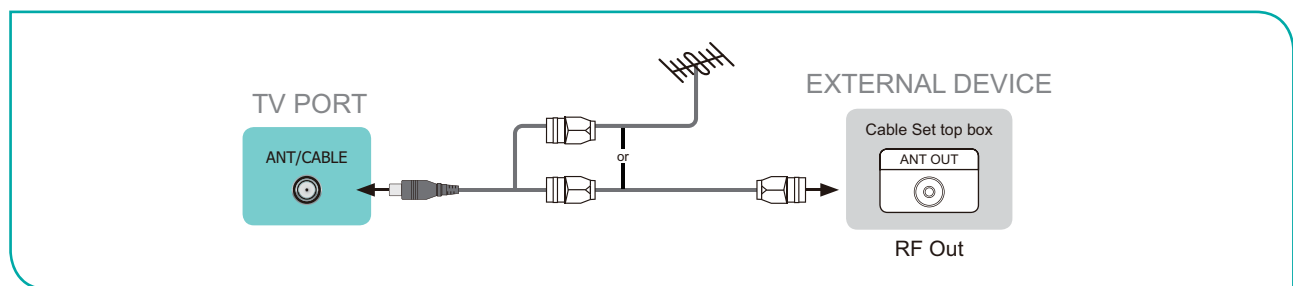 TV PORT
ANT/CABLE
or
EXTERNAL DEVICE
Cable Set top box
ANT OUT
RF Out